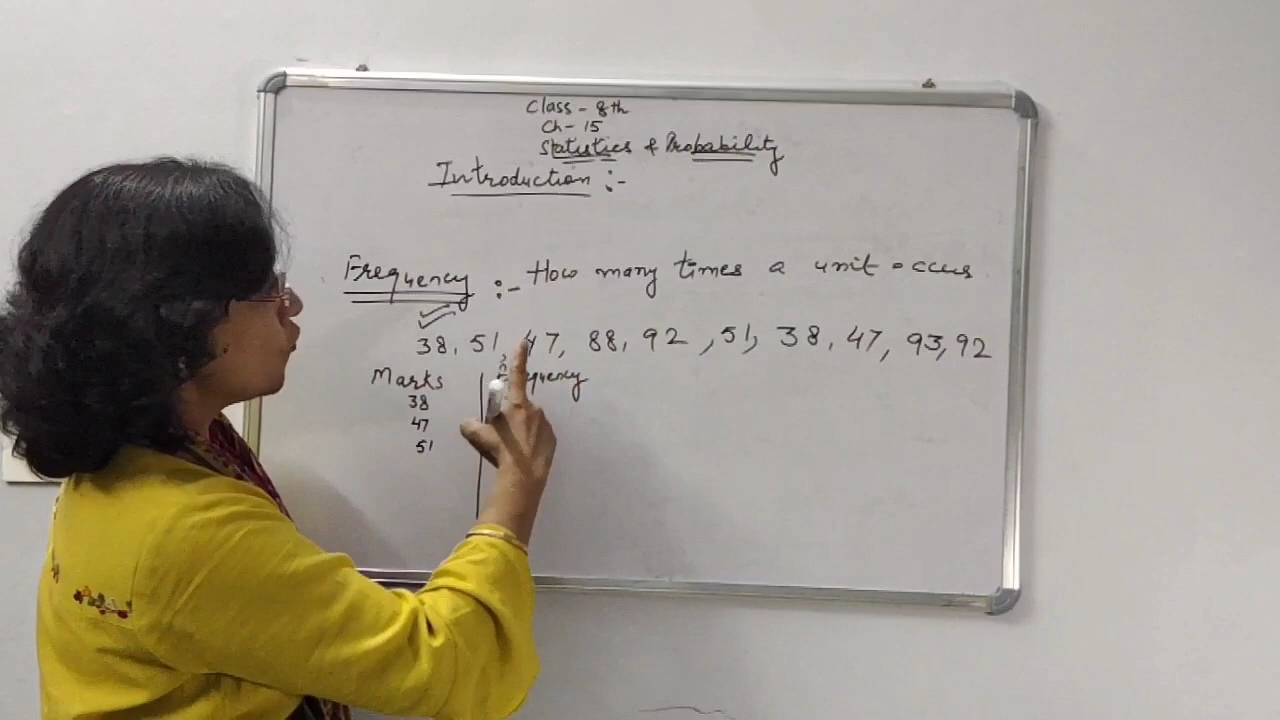 Class - 8th
Ch - 15
Statistics & Probability
Introduction :-
Frequency :- How many times a unit occurs
38, 51, 47, 88, 92, 51, 38, 47, 93, 92
Marks
38
47
51